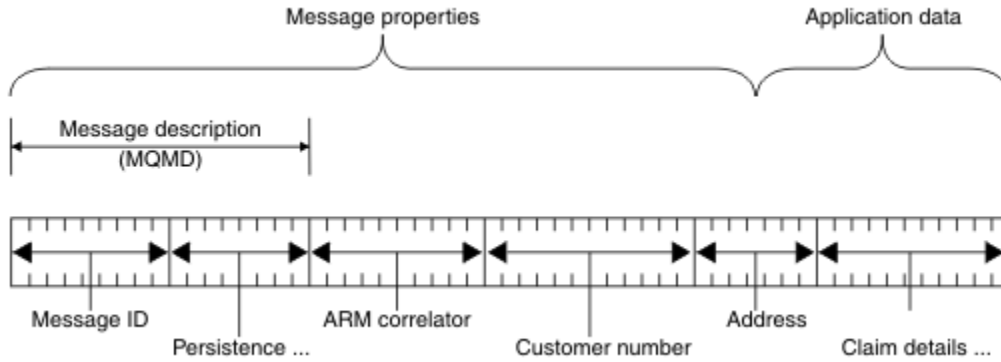 Message properties
Application data
Message description
(MQMD)
Message ID
ARM correlator
Address
Persistence ...
Customer number
Claim details ...